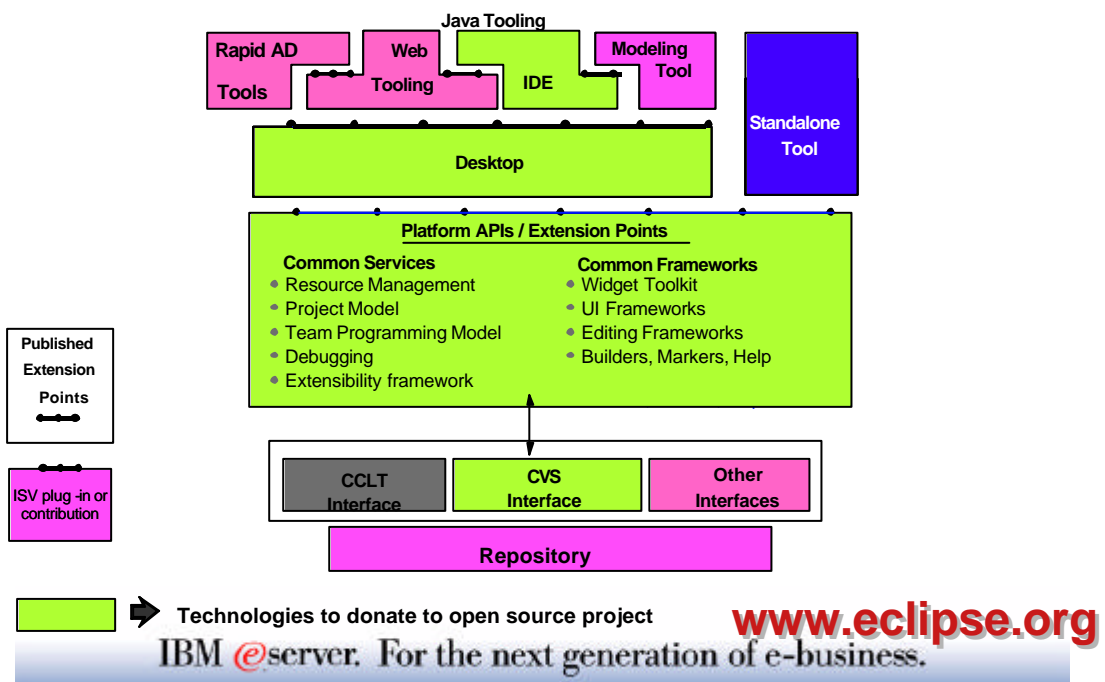 Java Tooling
Rapid AD
Tools
Web
Tooling
IDE
Modeling
Tool
Standalone
Tool
Desktop
Platform APIs / Extension Points
Common Services
Resource Management
Project Model
Team Programming Model
Debugging
Extensibility framework
Common Frameworks
Widget Toolkit
UI Frameworks
Editing Frameworks
Builders, Markers, Help
Published
Extension
Points
ISV plug -in or
contribution
CCLT
Interface
CVS
Interface
Other
Interfaces
Repository
Technologies to donate to open source project
www.eclipse.org
IBM @server. For the next generation of e-business.